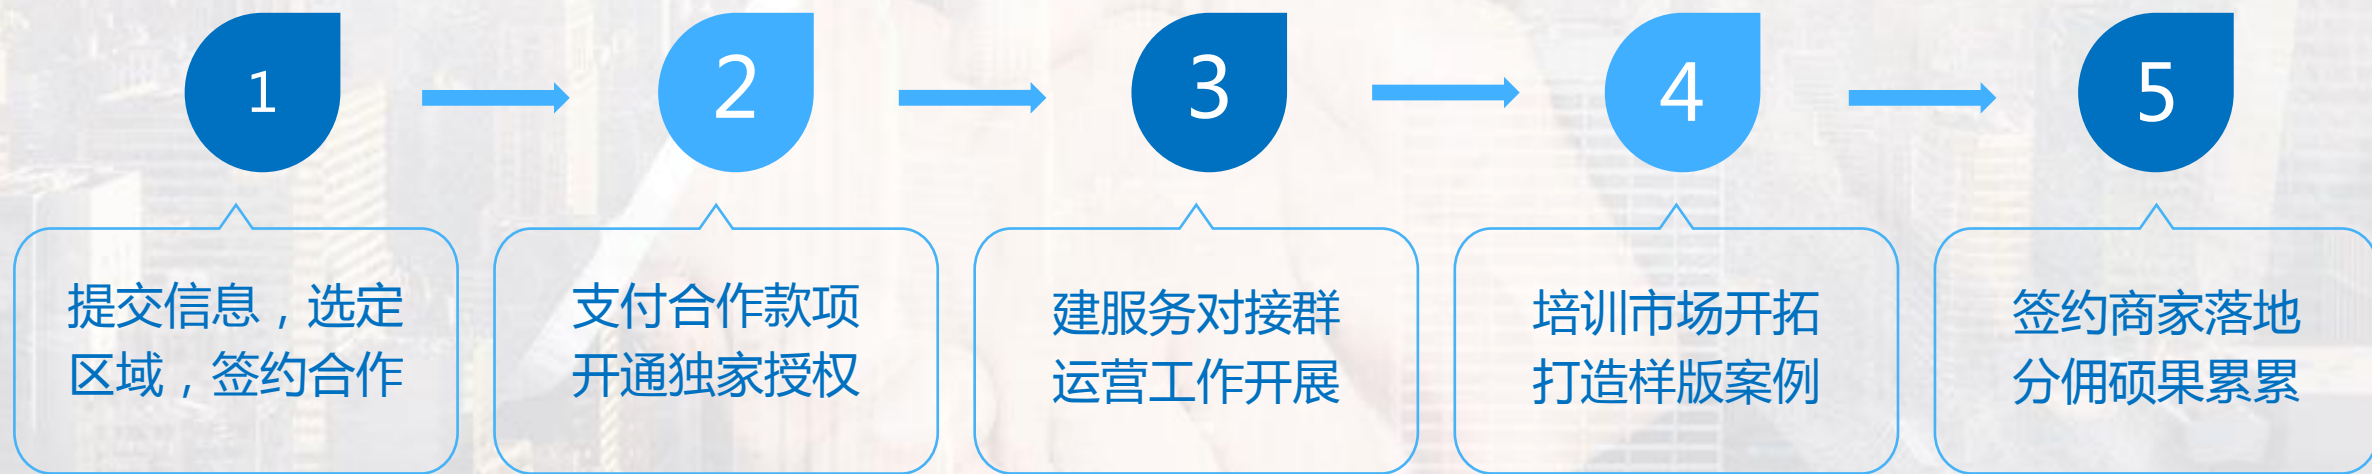 1
2
3
4
5
提交信息，选定
区域，签约合作
支付合作款项
开通独家授权
建服务对接群
运营工作开展
培训市场开拓
打造样版案例
签约商家落地
分佣硕果累累